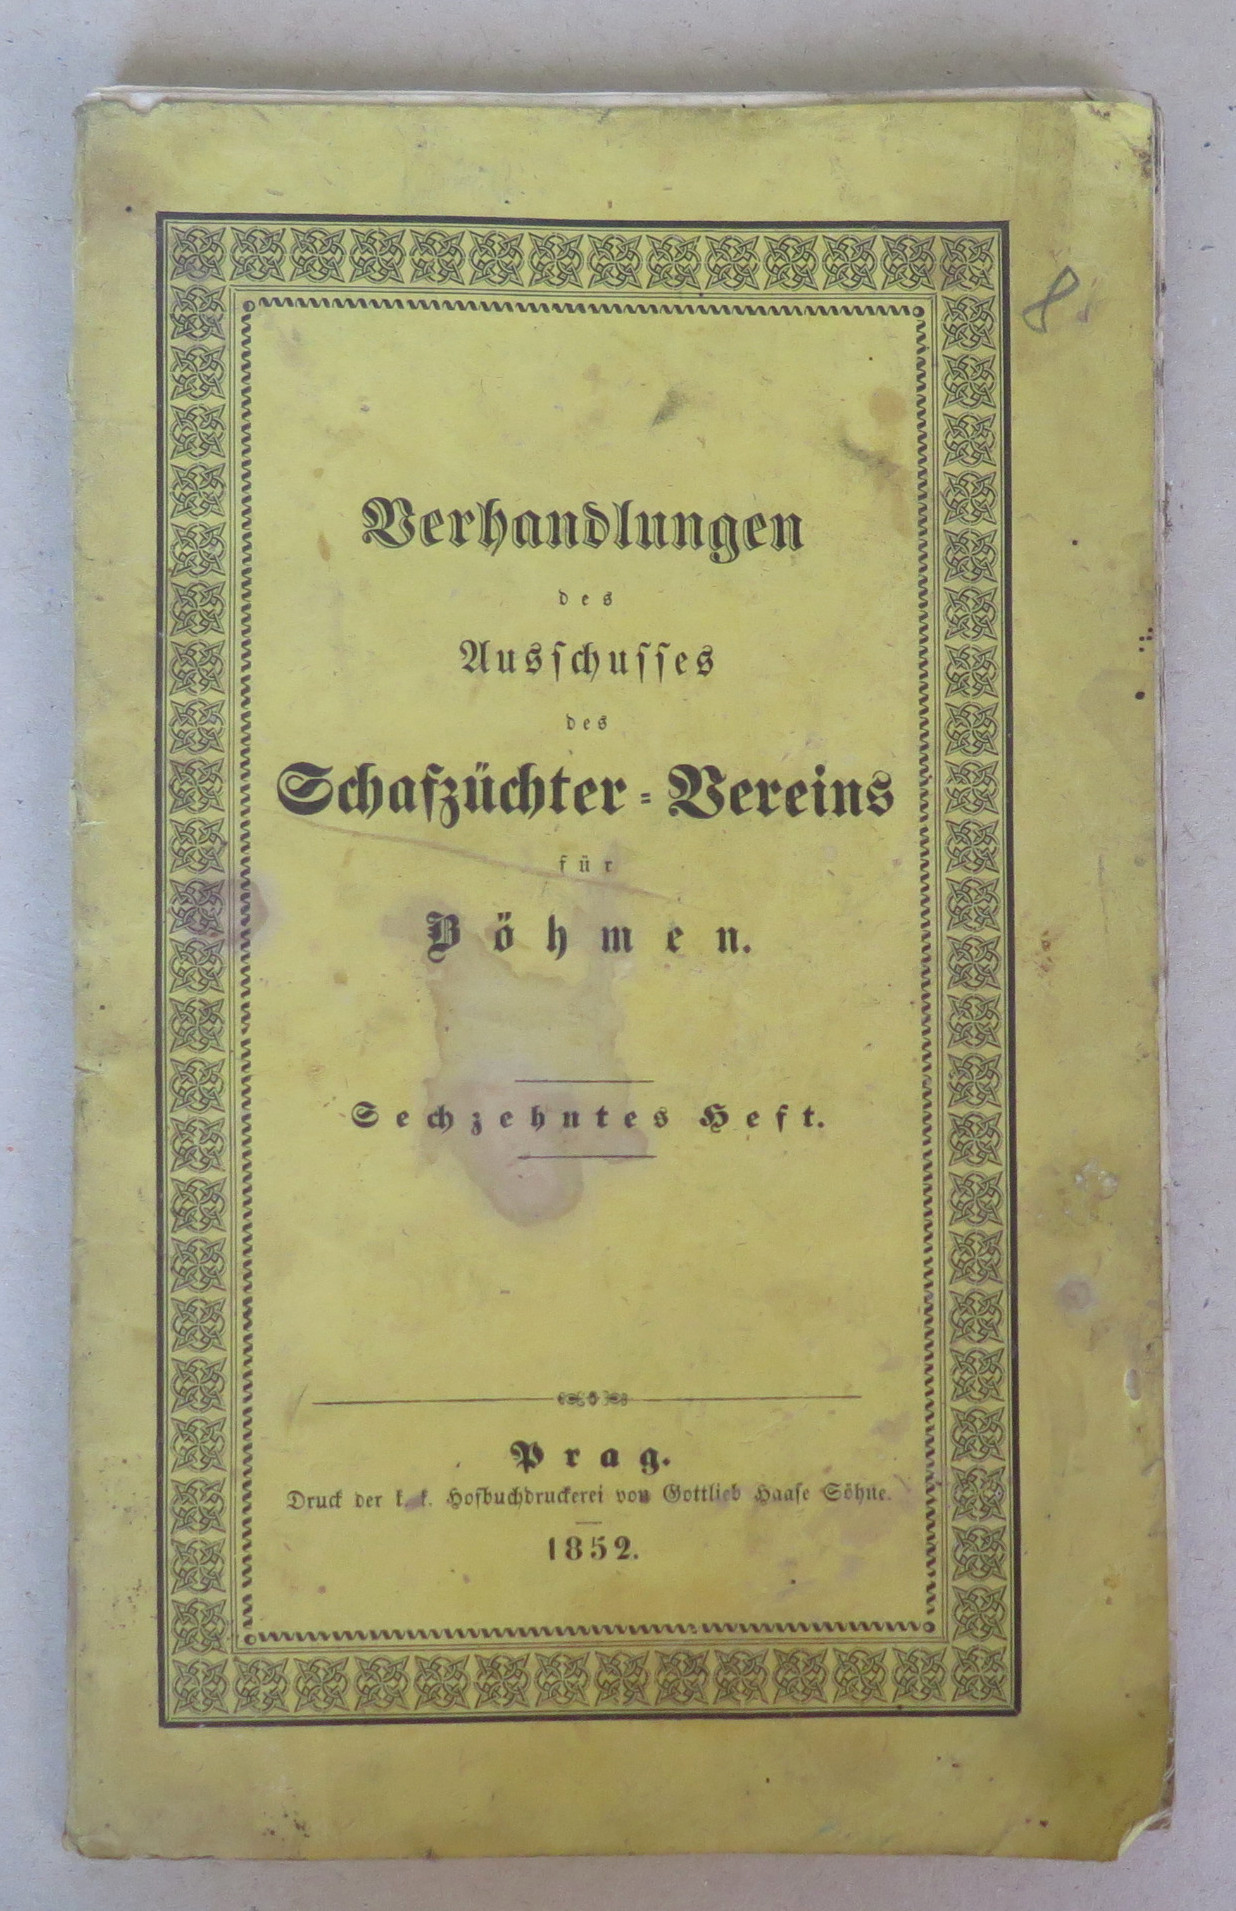 8.
Verhandlungen
des
Ausschusses
des
Schafzüchter-Vereins
für
Böhmen.
Sechzehntes Heft.
Prag.
Druck der k. k. Hofbuchdruckerei von Gottlieb Haase Söhne.
1852.